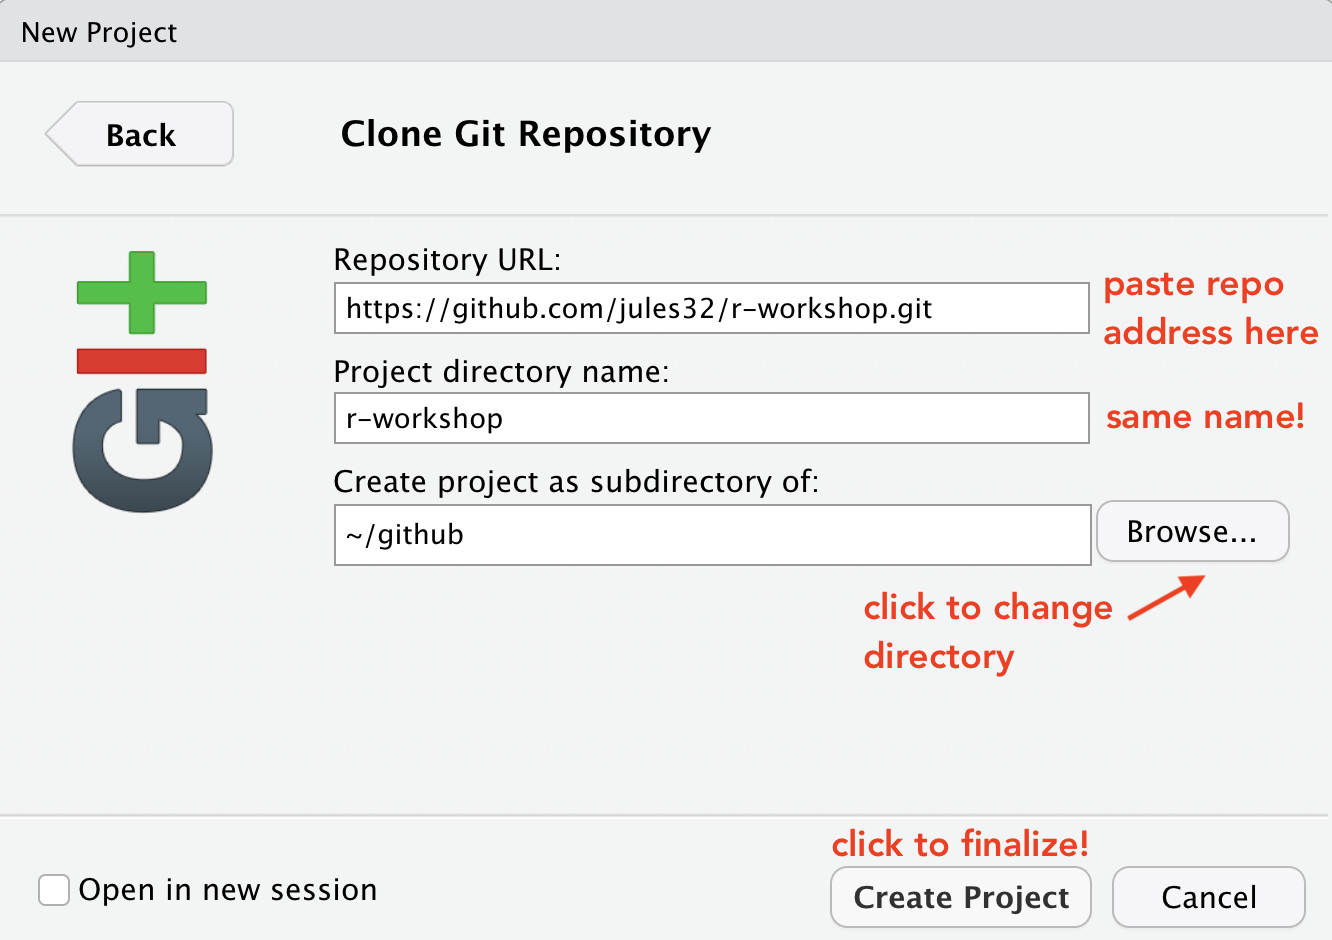 New Project
Back
Clone Git Repository
GIt
Repository URL:
https://github.com/jules32/r-workshop.git
paste repo
address here
Project directory name:
r-workshop
same name!
Create project as subdirectory of:
~/github
Browse...
click to change
directory
click to finalize!
Open in new session
Create Project
Cancel